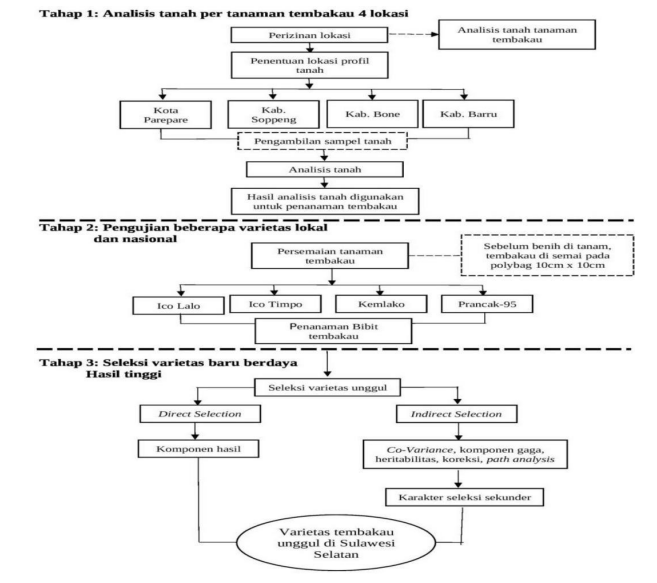 Tahap 1: Analisis tanah per tanaman tembakau 4 lokasi
Perizinan lokasi
Analisis tanah tanaman
tembakau
Penentuan lokasi profil
tanah
Kota
Parepare
Kab.
Soppeng
Kab. Bone
Kab. Barru
Pengambilan sampel tanah
Analisis tanah
Hasil analisis tanah digunakan
untuk penanaman tembakau
Tahap 2: Pengujian beberapa varietas lokal
dan nasional
Persemaian tanaman
tembakau
Sebelum benih di tanam,
tembakau di semai pada
polybag 10cm x 10cm
Ico Lalo
Ico Timpo
Kemlako
Prancak-95
Penanaman Bibit
tembakau
Tahap 3: Seleksi varietas baru berdaya
Hasil tinggi
Seleksi varietas unggul
Direct Selection
Indirect Selection
Komponen hasil
Co-Variance, komponen gaga,
heritabilitas, koreksi, path analysis
Karakter seleksi sekunder
Varietas tembakau
unggul di Sulawesi
Selatan